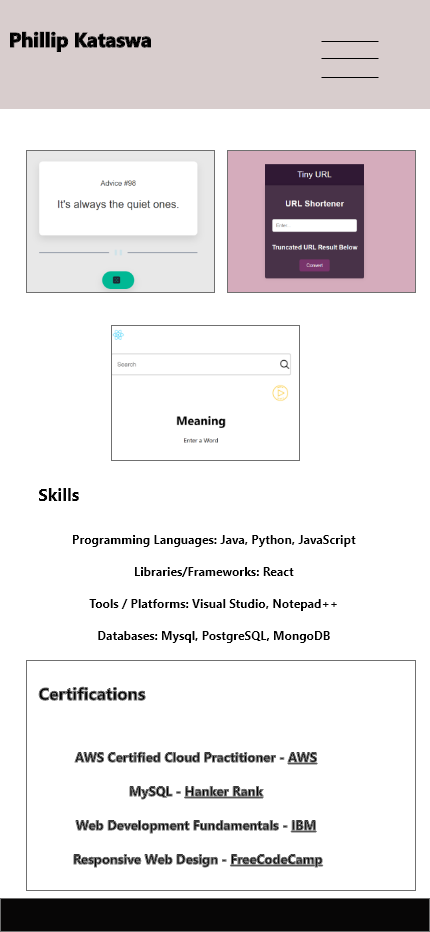 Phillip Kataswa
Advice #98
It's always the quiet ones.
Tiny URL
URL Shortener
Enter...
Truncated URL Result Below
Convert
Search
Meaning
Enter a Word
Skills
Programming Languages: Java, Python, JavaScript
Libraries/Frameworks: React
Tools / Platforms: Visual Studio, Notepad++
Databases: Mysql, PostgreSQL, MongoDB
Certifications
AWS Certified Cloud Practitioner - AWS
MySQL - Hanker Rank
Web Development Fundamentals - IBM
Responsive Web Design - FreeCodeCamp